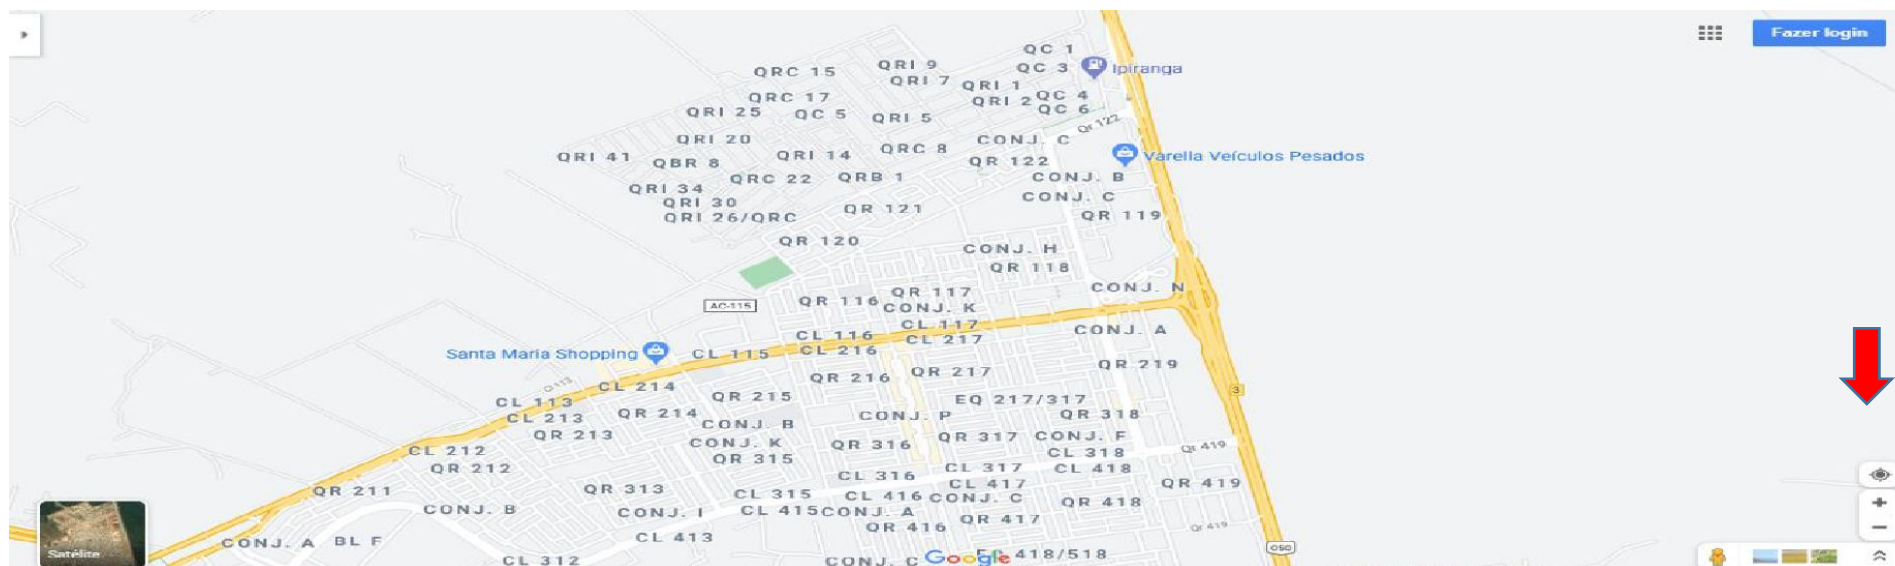 Fazer login
QC 1
QRI 9
QRC 15
QC 3
Ipiranga
QRI 7
QRI 1
QRC 17
QRI 2
QC 4
QRI 25
QC 5
QRI 5
QC 6
Qr 122
QRI 20
CONJ. C
QRI 41
QBR 8
QRI 14
QRC 8
QR 122
Varella Veículos Pesados
QRC 22
QRB 1
CONJ. B
QRI 34
CONJ. C
QRI 30
QR 121
QRI 26/QRC
QR 119
QR 120
CONJ. H
QR 118
CONJ. N
QR 117
AC-115
QR 116
CONJ. K
CL 117
CONJ. A
CL 116
CL 217
Santa Maria Shopping
CL 115
CL 216
QR 219
QR 217
QR 216
CL 214
3
QR 215
EQ 217/317
CL 113
QR 214
CONJ. P
QR 318
CL 213
CONJ. B
QR 213
CONJ. K
QR 316
QR 317
CONJ. F
Qr 419
CL 212
QR 315
CL 318
QR 212
CL 317
CL 418
CL 316
QR 211
QR 313
CL 315
CL 416
CL 417
CONJ. C
QR 419
QR 418
CONJ. B
CONJ. I
CL 415
CONJ. A
QR 416
QR 417
Qr 419
CONJ. A
BL F
CL 413
Satélite
CL 312
CONJ. C
Google
418/518
050